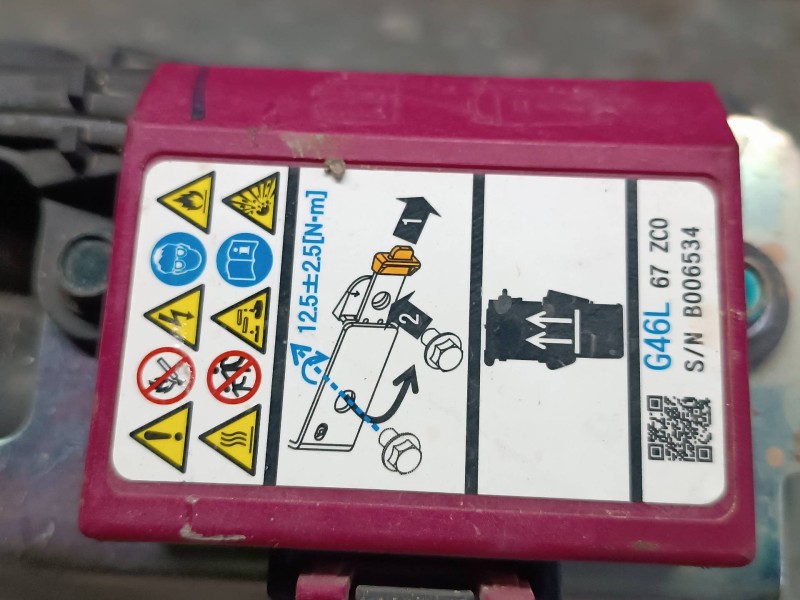 12.5±2.5[N·m]
1
2
G46L 67 ZC0
S/N B006534